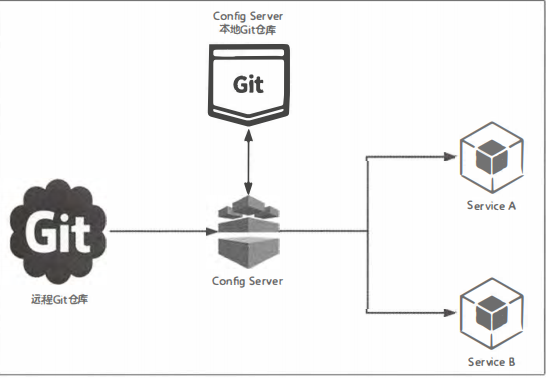 Config Server
本地Git仓库
Git
Git
Service A
Config Server
远程Git仓库
Service B